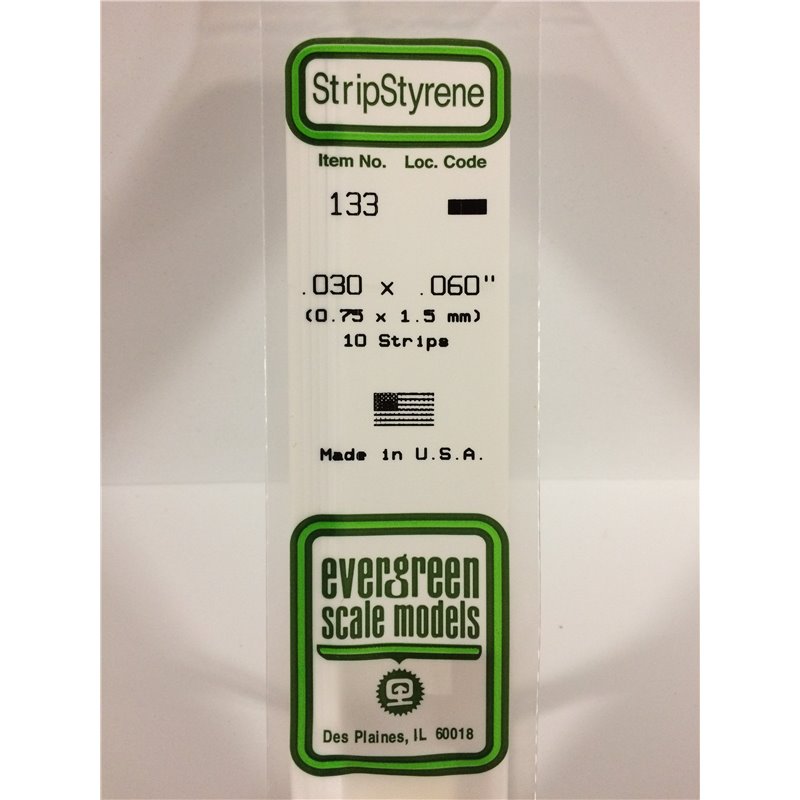 StripStyrene
Item No. Loc. Code
133
.030 x .060"
(0.75 x 1.5 mm)
10 Strips
Made in U.S.A.
evergreen
scale models
Des Plaines, IL 60018